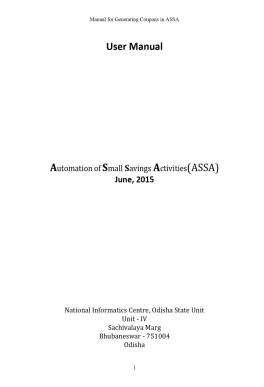 Manual for Generating Coupons in ASSA
User Manual
Automation of Small Savings Activities(ASSA)
June, 2015
National Informatics Centre, Odisha State Unit
Unit - IV
Sachivalaya Marg
Bhubaneswar - 751004
Odisha
1